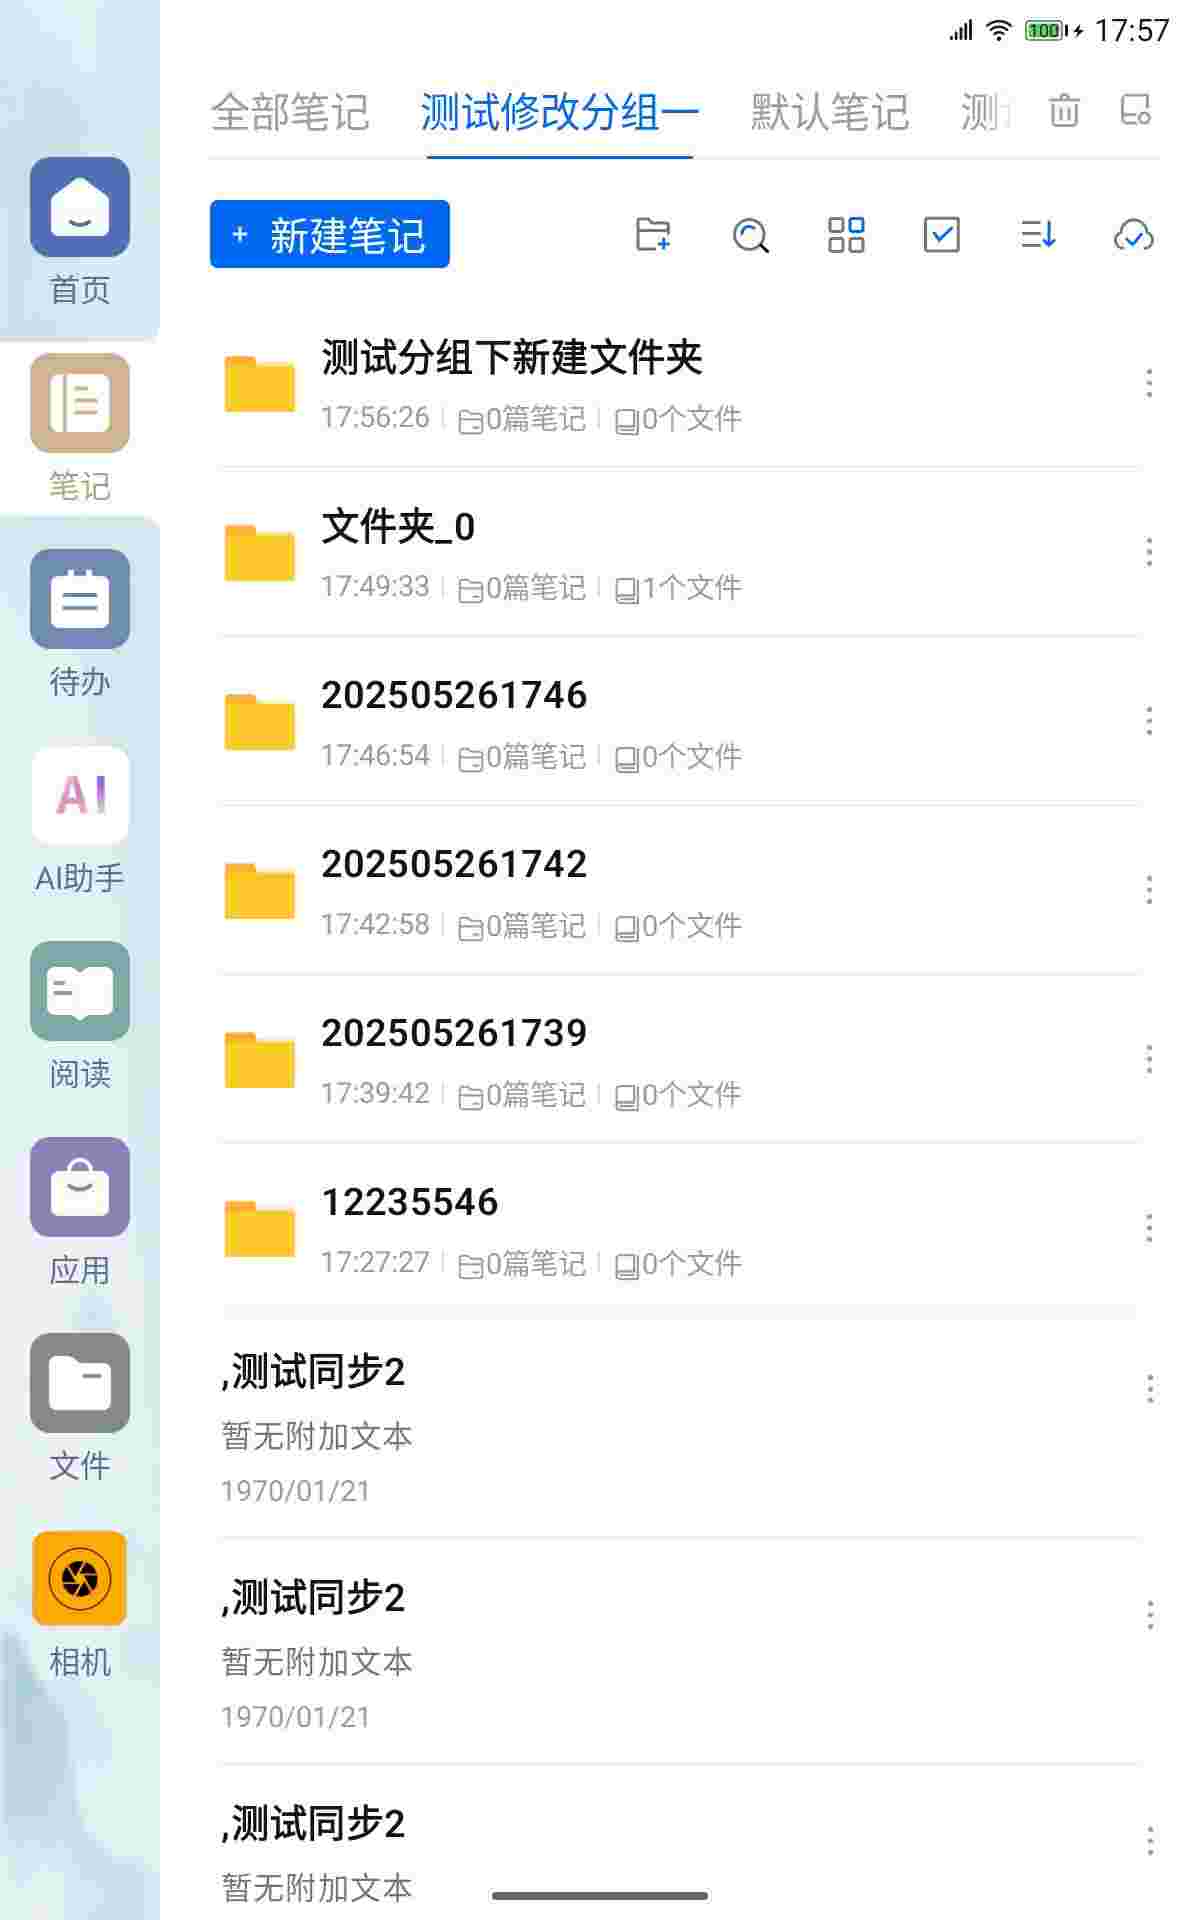 100 17:57
全部笔记 测试修改分组一 默认笔记 测
+ 新建笔记
首页
笔记
待办
AI
AI助手
阅读
应用
文件
相机
测试分组下新建文件夹
17:56:26 0篇笔记 0个文件
文件夹_0
17:49:33 0篇笔记 1个文件
202505261746
17:46:54 0篇笔记 0个文件
202505261742
17:42:58 0篇笔记 0个文件
202505261739
17:39:42 0篇笔记 0个文件
12235546
17:27:27 0篇笔记 0个文件
,测试同步2
暂无附加文本
1970/01/21
,测试同步2
暂无附加文本
1970/01/21
,测试同步2
暂无附加文本